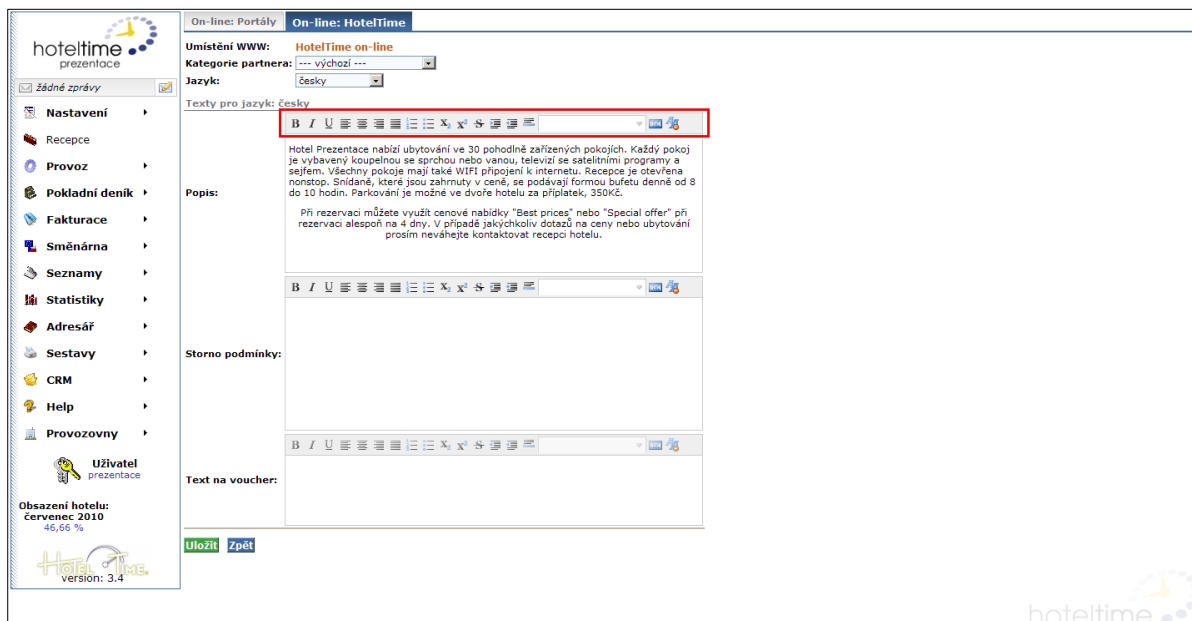 hoteltime
prezentace
žádné zprávy
Nastavení
Recepce
Provoz
Pokladní deník
Fakturace
Směnárna
Seznamy
Statistiky
Adresář
Sestavy
CRM
Help
Provozovny
Uživatel
prezentace
Obsazení hotelu:
červenec 2010
46,66 %
HOTEL TIME.
version: 3.4
On-line: Portály On-line: HotelTime
Umístění WWW: HotelTime on-line
Kategorie partnera: --- výchozí ---
Jazyk: česky
Texty pro jazyk: česky
Popis:
Hotel Prezentace nabízí ubytování ve 30 pohodlně zařízených pokojích. Každý pokoj
je vybavený koupelnou se sprchou nebo vanou, televizí se satelitními programy a
sejfem. Všechny pokoje mají také WIFI připojení k internetu. Recepce je otevřena
nonstop. Snídaně, které jsou zahrnuty v ceně, se podávají formou bufetu denně od 8
do 10 hodin. Parkování je možné ve dvoře hotelu za příplatek, 350Kč.
Při rezervaci můžete využít cenové nabídky "Best prices" nebo "Special offer" při
rezervaci alespoň na 4 dny. V případě jakýchkoliv dotazů na ceny nebo ubytování
prosím neváhejte kontaktovat recepci hotelu.
Storno podmínky:
Text na voucher:
Uložit Zpět
hoteltime